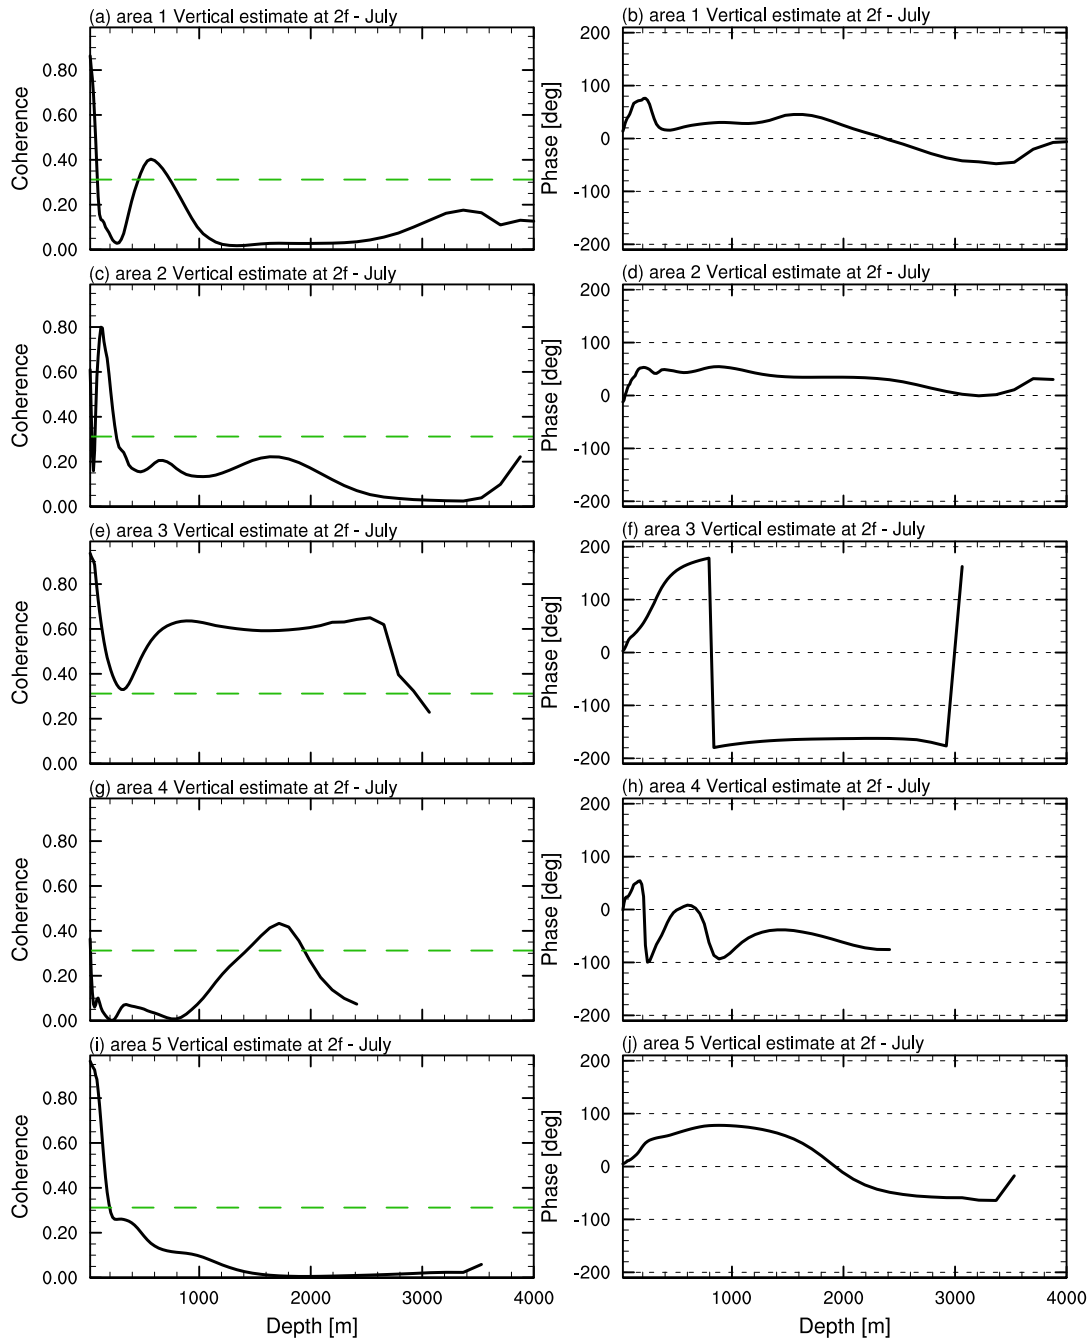 (a) area 1 Vertical estimate at 2f - July
(b) area 1 Vertical estimate at 2f - July
0.80
0.60
0.40
0.20
0.00
Coherence
200
100
0
-100
-200
Phase [deg]
(c) area 2 Vertical estimate at 2f - July
(d) area 2 Vertical estimate at 2f - July
0.80
0.60
0.40
0.20
0.00
Coherence
200
100
0
-100
-200
Phase [deg]
(e) area 3 Vertical estimate at 2f - July
(f) area 3 Vertical estimate at 2f - July
0.80
0.60
0.40
0.20
0.00
Coherence
200
100
0
-100
-200
Phase [deg]
(g) area 4 Vertical estimate at 2f - July
(h) area 4 Vertical estimate at 2f - July
0.80
0.60
0.40
0.20
0.00
Coherence
200
100
0
-100
-200
Phase [deg]
(i) area 5 Vertical estimate at 2f - July
(j) area 5 Vertical estimate at 2f - July
0.80
0.60
0.40
0.20
0.00
Coherence
200
100
0
-100
-200
Phase [deg]
1000 2000 3000 4000
1000 2000 3000 4000
Depth [m]
Depth [m]